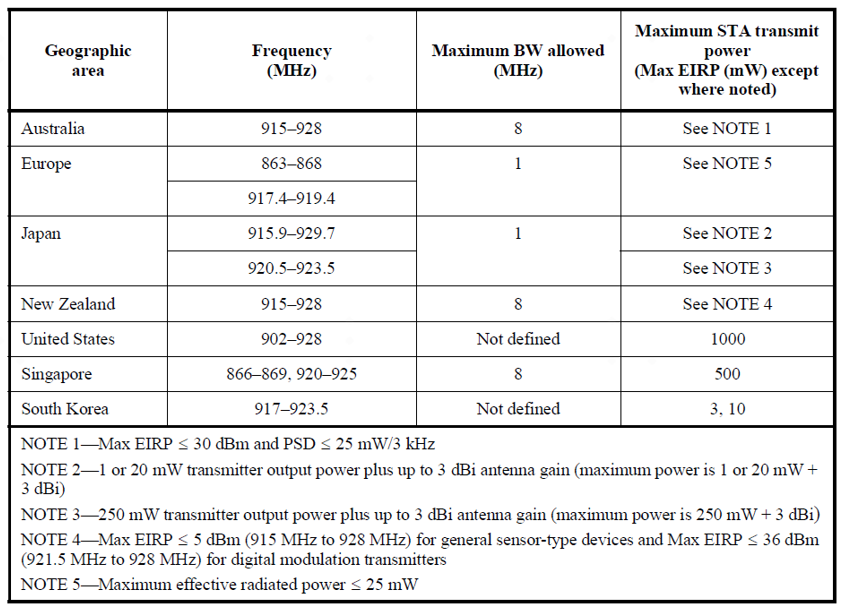 Geographic area
Frequency (MHz)
Maximum BW allowed (MHz)
Maximum STA transmit power (Max EIRP (mW) except where noted)
Australia 915–928 8 See NOTE 1
Europe 863–868 1 See NOTE 5
917.4–919.4
Japan 915.9–929.7 1 See NOTE 2
920.5–923.5 See NOTE 3
New Zealand 915–928 8 See NOTE 4
United States 902–928 Not defined 1000
Singapore 866–869, 920–925 8 500
South Korea 917–923.5 Not defined 3, 10
NOTE 1—Max EIRP ≤ 30 dBm and PSD ≤ 25 mW/3 kHz
NOTE 2—1 or 20 mW transmitter output power plus up to 3 dBi antenna gain (maximum power is 1 or 20 mW +
3 dBi)
NOTE 3—250 mW transmitter output power plus up to 3 dBi antenna gain (maximum power is 250 mW + 3 dBi)
NOTE 4—Max EIRP ≤ 5 dBm (915 MHz to 928 MHz) for general sensor-type devices and Max EIRP ≤ 36 dBm
(921.5 MHz to 928 MHz) for digital modulation transmitters
NOTE 5—Maximum effective radiated power ≤ 25 mW